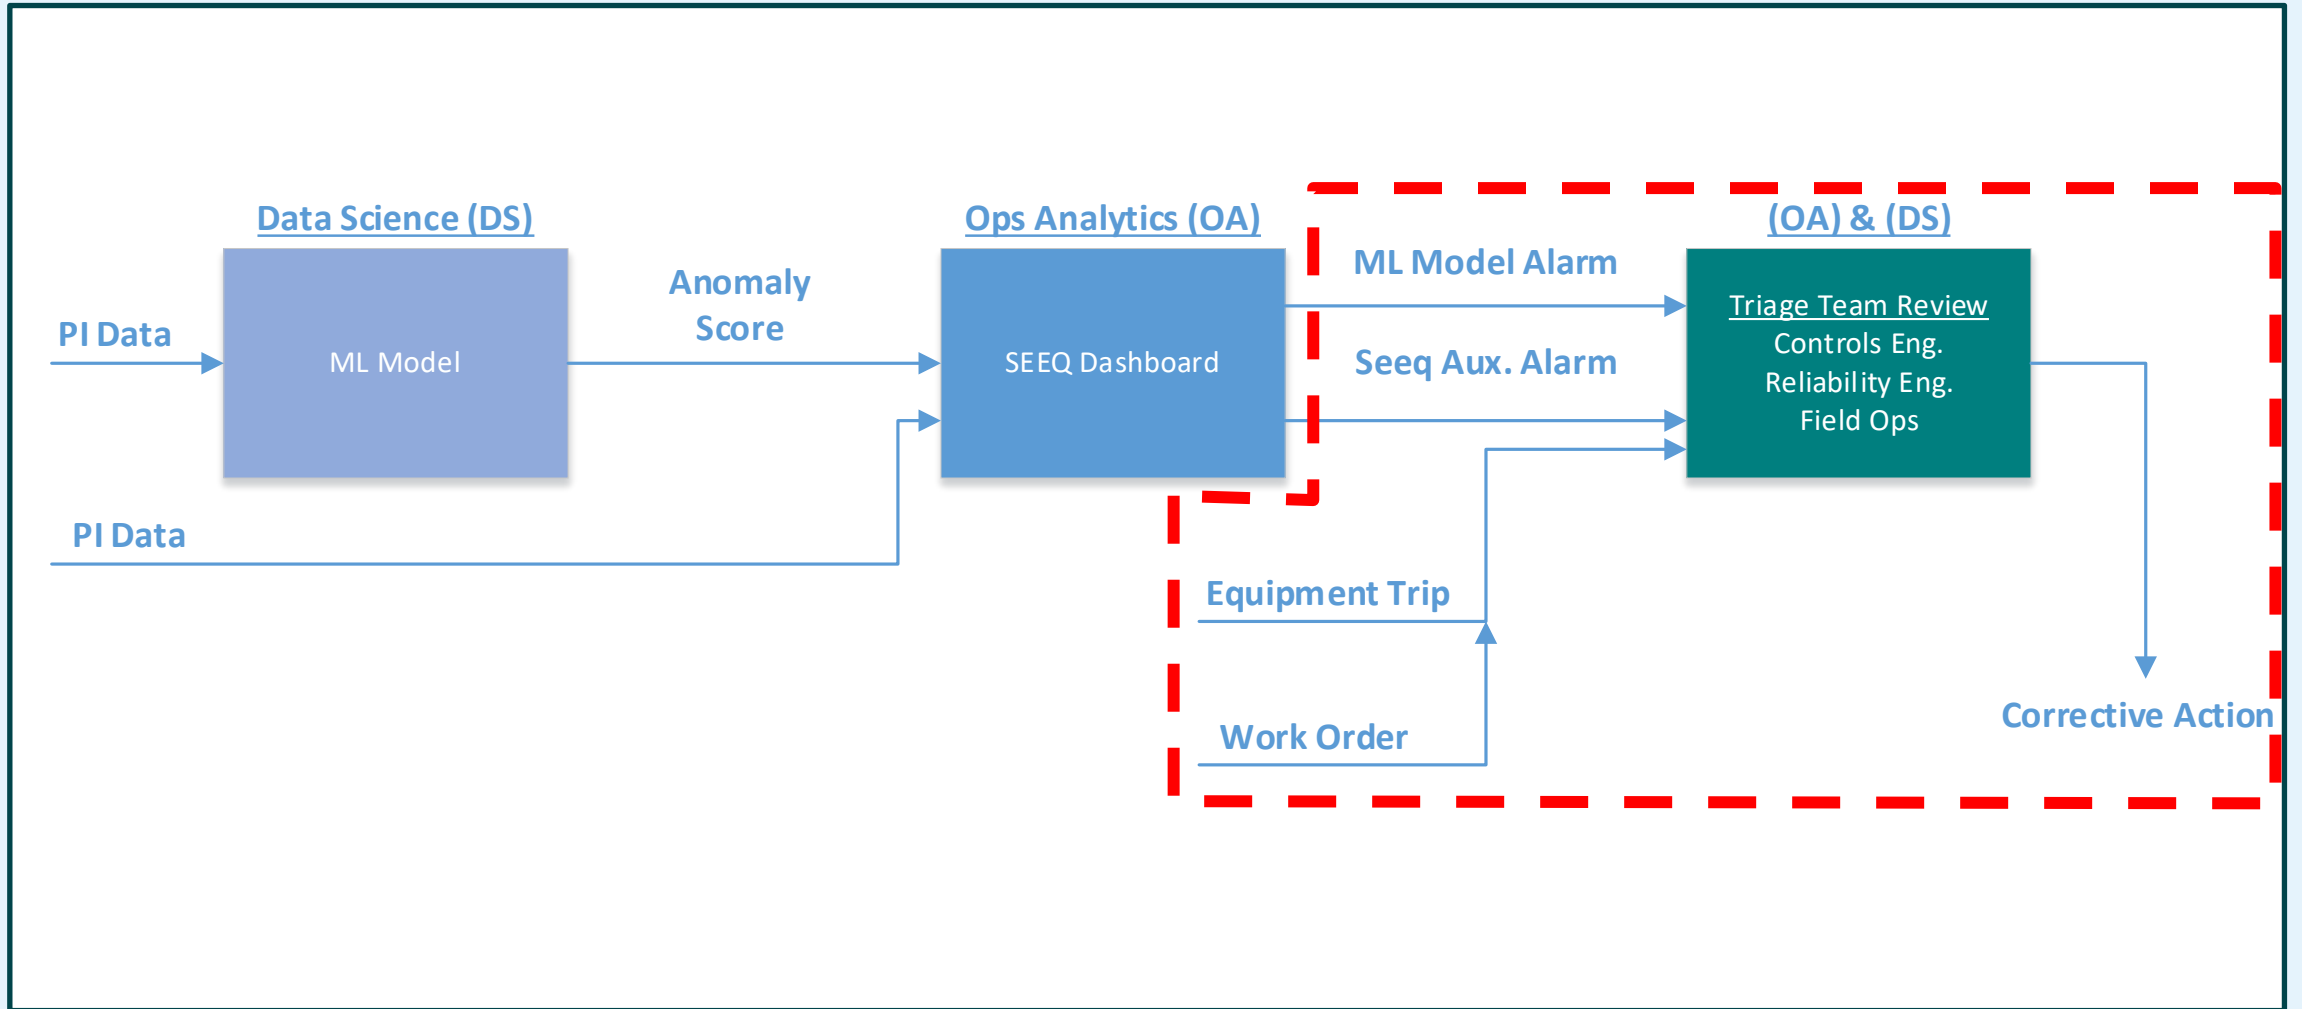 Data Science (DS)
Ops Analytics (OA)
(OA) & (DS)
PI Data
ML Model
Anomaly
Score
SEEQ Dashboard
ML Model Alarm
Seeq Aux. Alarm
Triage Team Review
Controls Eng.
Reliability Eng.
Field Ops
PI Data
Equipment Trip
Work Order
Corrective Action